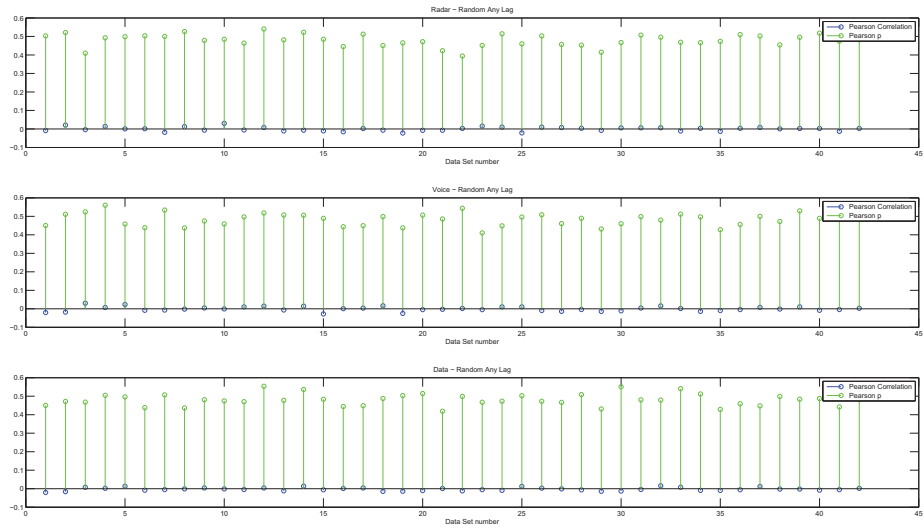 Radar − Random Any Lag
0.6
0.5
0.4
0.3
0.2
0.1
0
−0.1
Pearson Correlation
Pearson p
0 5 10 15 20 25 30 35 40 45
Data Set number
Voice − Random Any Lag
0.6
0.5
0.4
0.3
0.2
0.1
0
−0.1
Pearson Correlation
Pearson p
0 5 10 15 20 25 30 35 40 45
Data Set number
Data − Random Any Lag
0.6
0.5
0.4
0.3
0.2
0.1
0
−0.1
Pearson Correlation
Pearson p
0 5 10 15 20 25 30 35 40 45
Data Set number